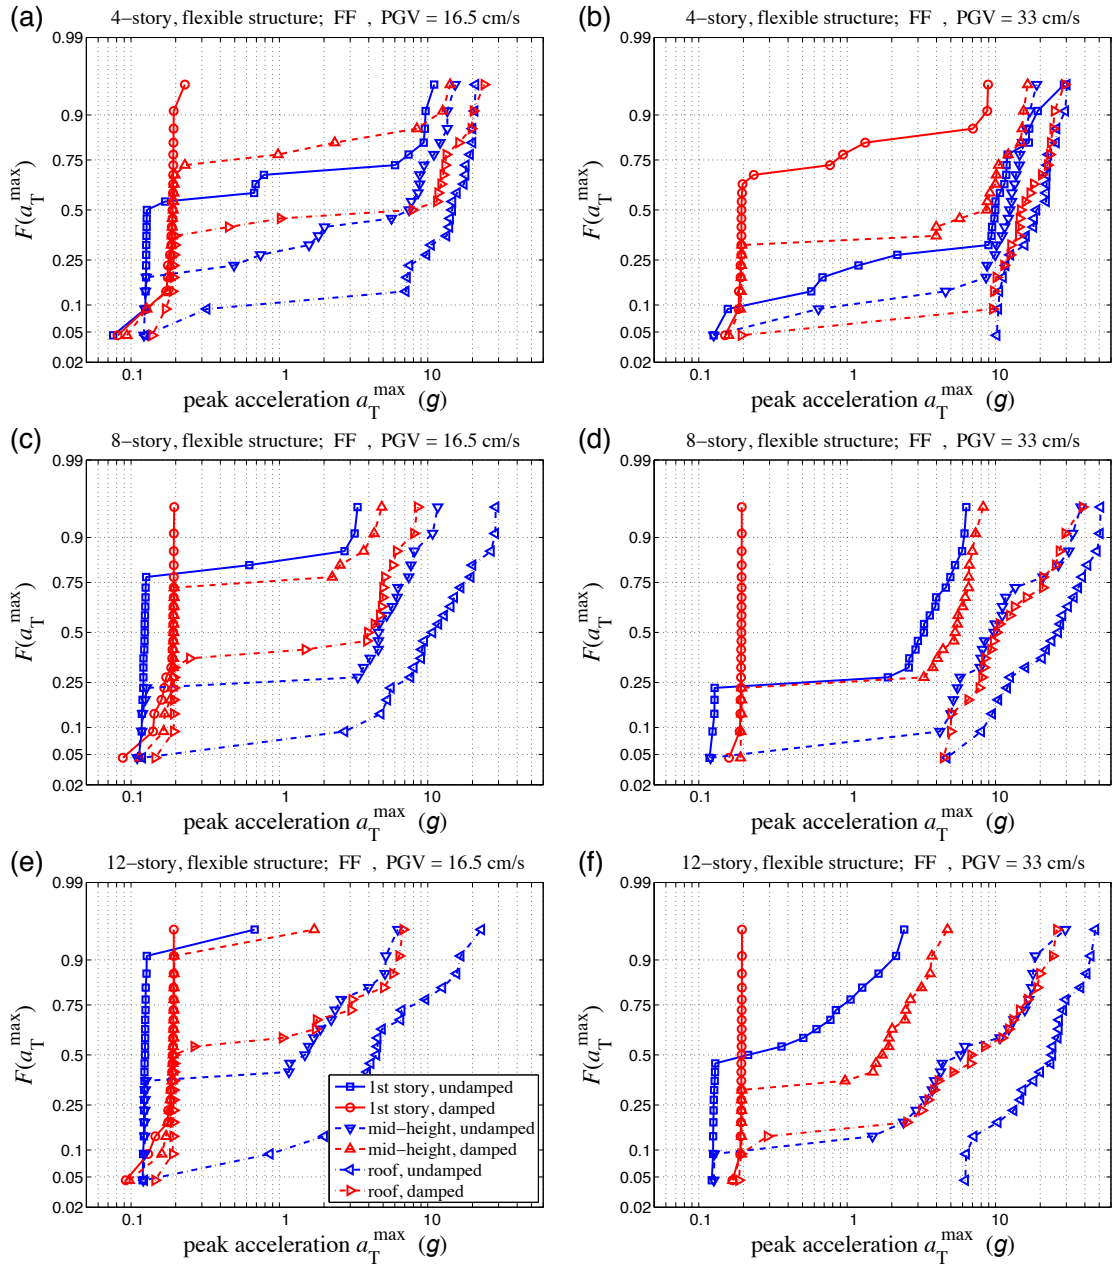 (a) 4−story, flexible structure; FF , PGV = 16.5 cm/s
0.99
0.9
0.75
0.5
0.25
0.1
0.05
0.02
F(a_T^max)
0.1 1 10
peak acceleration a_T^max (g)
(b) 4−story, flexible structure; FF , PGV = 33 cm/s
0.99
0.9
0.75
0.5
0.25
0.1
0.05
0.02
F(a_T^max)
0.1 1 10
peak acceleration a_T^max (g)
(c) 8−story, flexible structure; FF , PGV = 16.5 cm/s
0.99
0.9
0.75
0.5
0.25
0.1
0.05
0.02
F(a_T^max)
0.1 1 10
peak acceleration a_T^max (g)
(d) 8−story, flexible structure; FF , PGV = 33 cm/s
0.99
0.9
0.75
0.5
0.25
0.1
0.05
0.02
F(a_T^max)
0.1 1 10
peak acceleration a_T^max (g)
(e) 12−story, flexible structure; FF , PGV = 16.5 cm/s
0.99
0.9
0.75
0.5
0.25
0.1
0.05
0.02
F(a_T^max)
1st story, undamped
1st story, damped
mid−height, undamped
mid−height, damped
roof, undamped
roof, damped
0.1 1 10
peak acceleration a_T^max (g)
(f) 12−story, flexible structure; FF , PGV = 33 cm/s
0.99
0.9
0.75
0.5
0.25
0.1
0.05
0.02
F(a_T^max)
0.1 1 10
peak acceleration a_T^max (g)